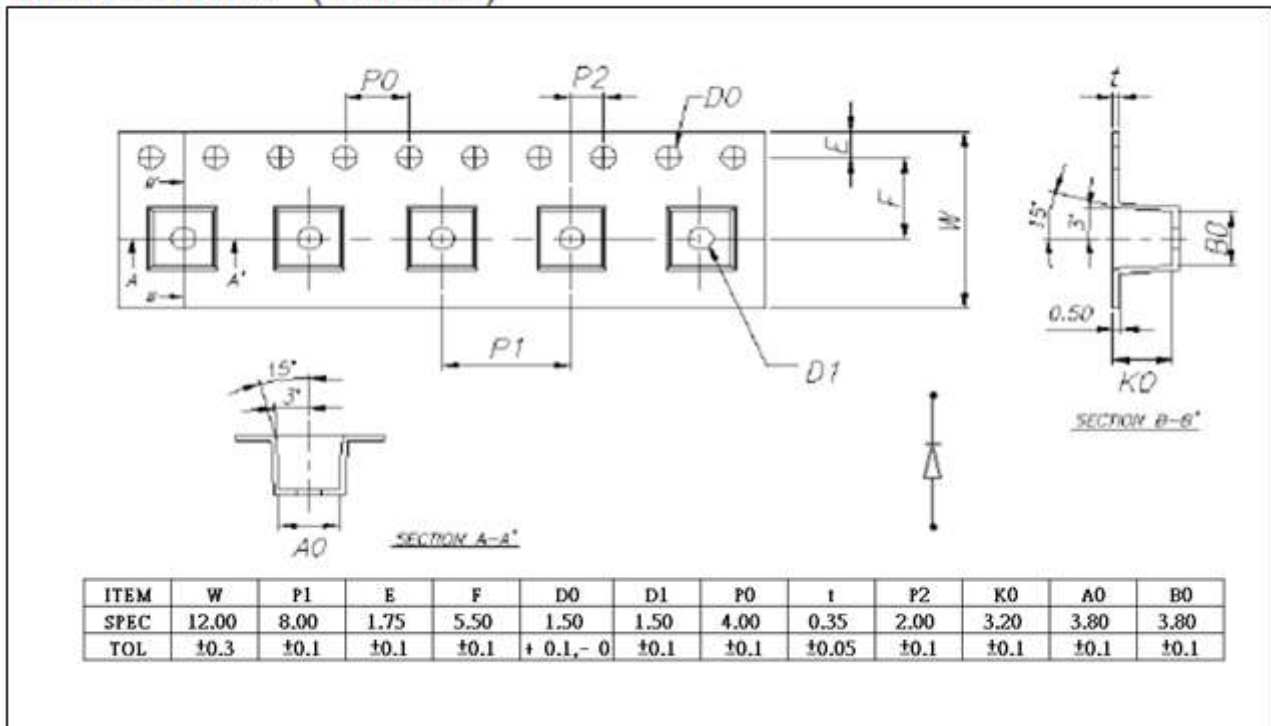 P0 P2 D0 t
E
F
W
15°
3°
B0
A A'
0.50
P1 D1 K0
SECTION B-B'
15°
3°
A0
SECTION A-A'
ITEM W P1 E F D0 D1 P0 t P2 K0 A0 B0
SPEC 12.00 8.00 1.75 5.50 1.50 1.50 4.00 0.35 2.00 3.20 3.80 3.80
TOL ±0.3 ±0.1 ±0.1 ±0.1 + 0.1,- 0 ±0.1 ±0.1 ±0.05 ±0.1 ±0.1 ±0.1 ±0.1